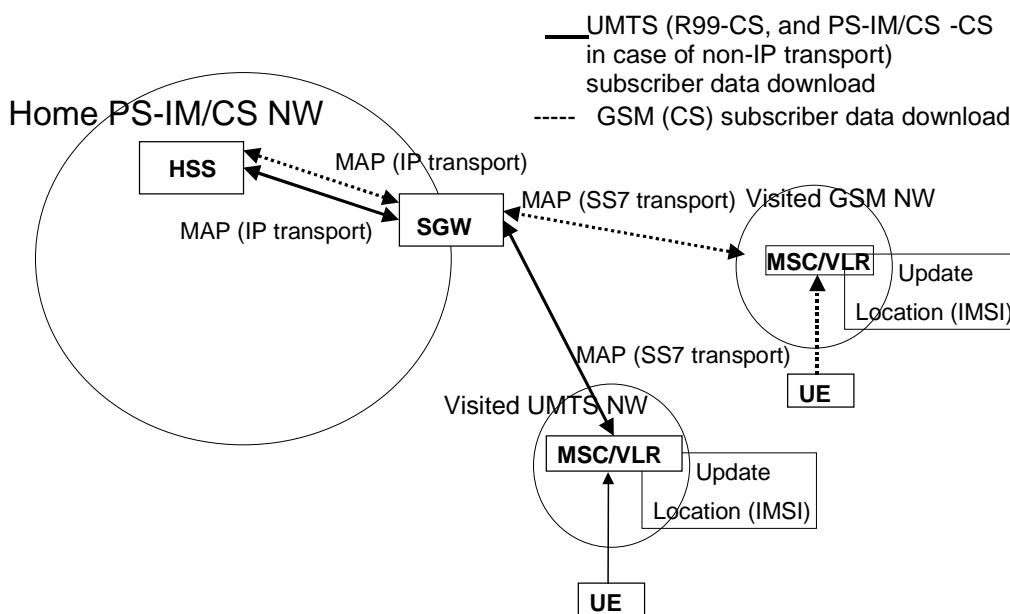 UMTS (R99-CS, and PS-IM/CS -CS
in case of non-IP transport)
subscriber data download
GSM (CS) subscriber data download
Home PS-IM/CS NW
HSS
MAP (IP transport)
MAP (IP transport)
SGW
MAP (SS7 transport)
Visited GSM NW
MSC/VLR
Update
Location (IMSI)
UE
MAP (SS7 transport)
Visited UMTS NW
MSC/VLR
Update
Location (IMSI)
UE